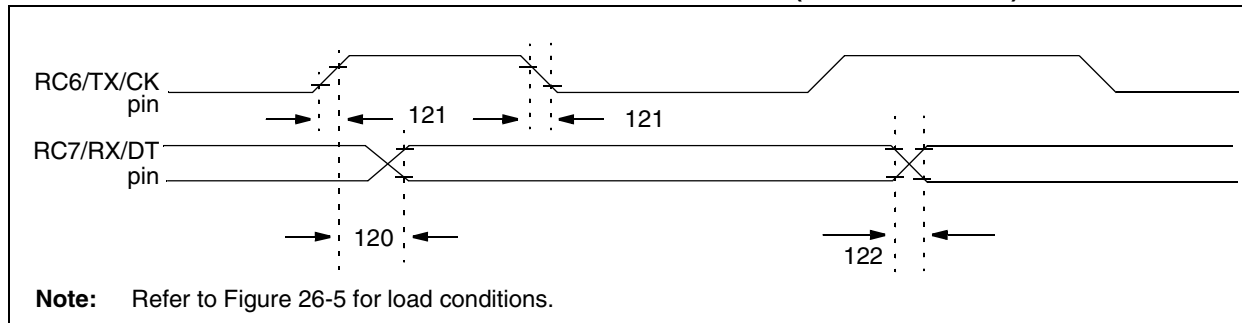 RC6/TX/CK
pin
121
121
RC7/RX/DT
pin
120
122
Note: Refer to Figure 26-5 for load conditions.